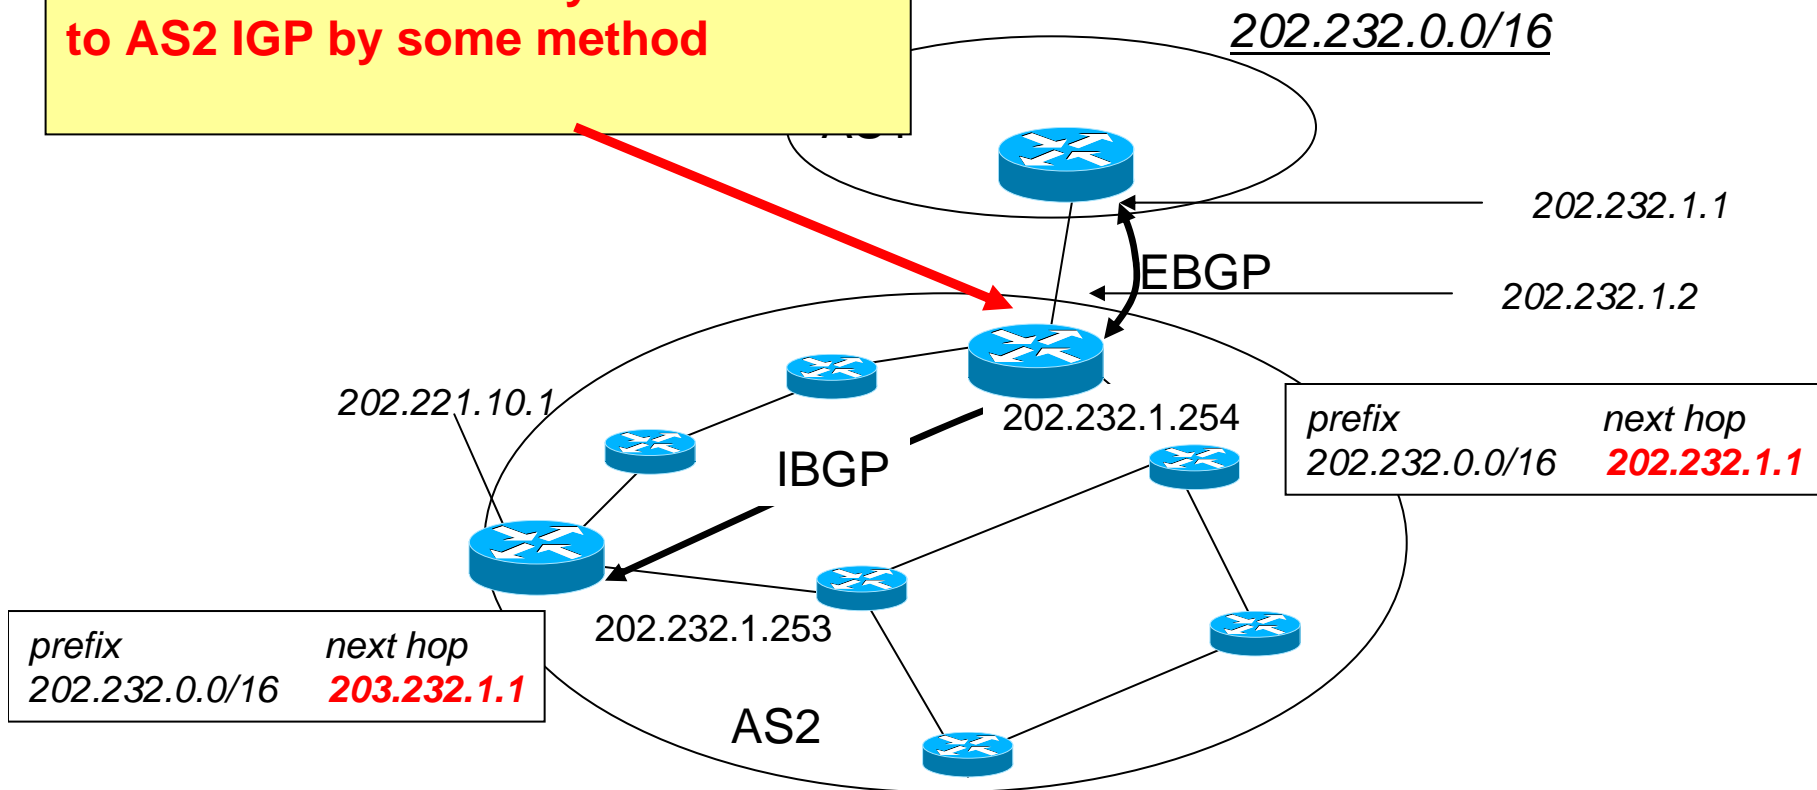 to AS2 IGP by some method
202.232.0.0/16
202.232.1.1
EBGP
202.232.1.2
202.221.10.1
202.232.1.254
prefix next hop
202.232.0.0/16 202.232.1.1
IBGP
202.232.1.253
prefix next hop
202.232.0.0/16 203.232.1.1
AS2